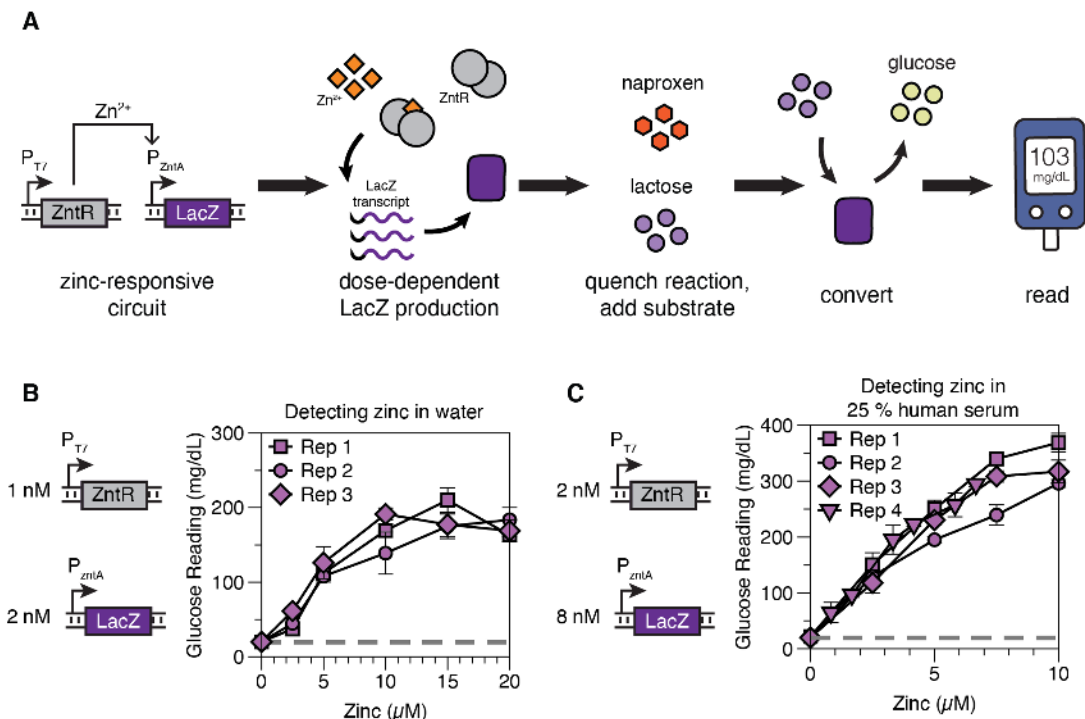 A
Zn²⁺
P_T7
P_ZntA
ZntR
LacZ
zinc-responsive
circuit
Zn²⁺
ZntR
LacZ
transcript
dose-dependent
LacZ production
naproxen
lactose
quench reaction,
add substrate
glucose
convert
103
mg/dL
read
B
P_T7
1 nM
ZntR
P_zntA
2 nM
LacZ
Detecting zinc in water
Glucose Reading (mg/dL)
300
200
100
0
Rep 1
Rep 2
Rep 3
0 5 10 15 20
Zinc (µM)
C
P_T7
2 nM
ZntR
P_zntA
8 nM
LacZ
Detecting zinc in
25 % human serum
Glucose Reading (mg/dL)
400
300
200
100
0
Rep 1
Rep 2
Rep 3
Rep 4
0 5 10
Zinc (µM)